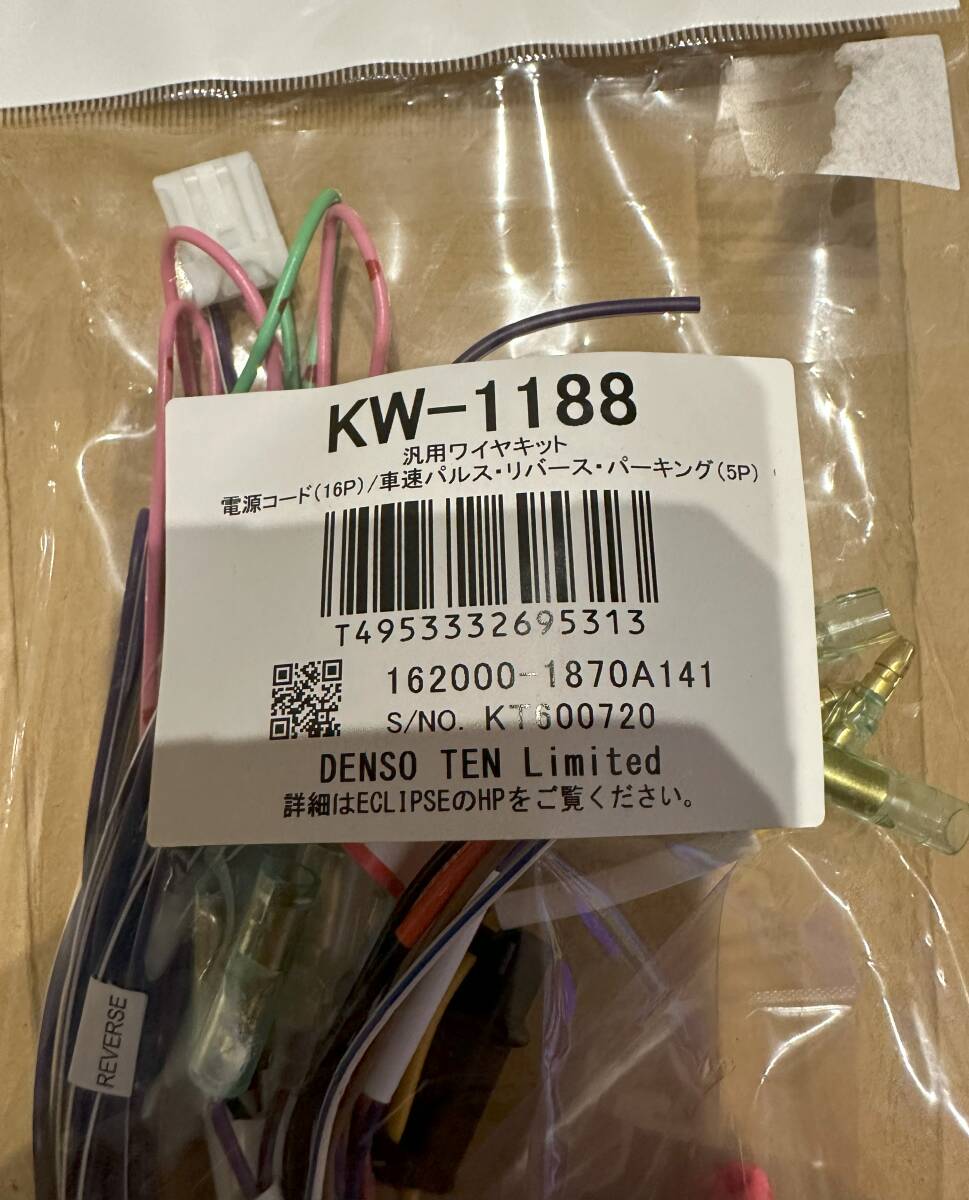 KW-1188
汎用ワイヤキット
電源コード(16P)/車速パルス・リバース・パーキング(5P)
T4953332695313
162000-1870A141
S/NO. KT600720
DENSO TEN Limited
詳細はECLIPSEのHPをご覧ください。
REVERSE